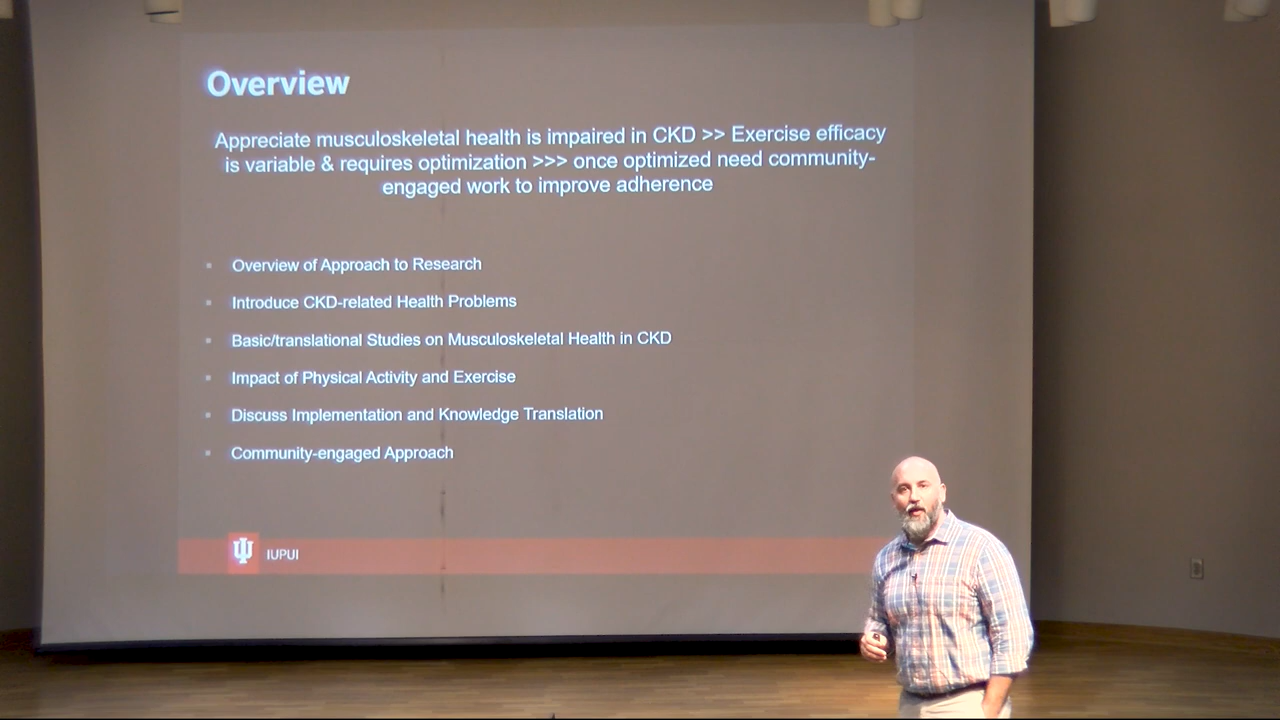 Overview
Appreciate musculoskeletal health is impaired in CKD >> Exercise efficacy
is variable & requires optimization >>> once optimized need community-
engaged work to improve adherence
Overview of Approach to Research
Introduce CKD-related Health Problems
Basic/translational Studies on Musculoskeletal Health in CKD
Impact of Physical Activity and Exercise
Discuss Implementation and Knowledge Translation
Community-engaged Approach
IUPUI